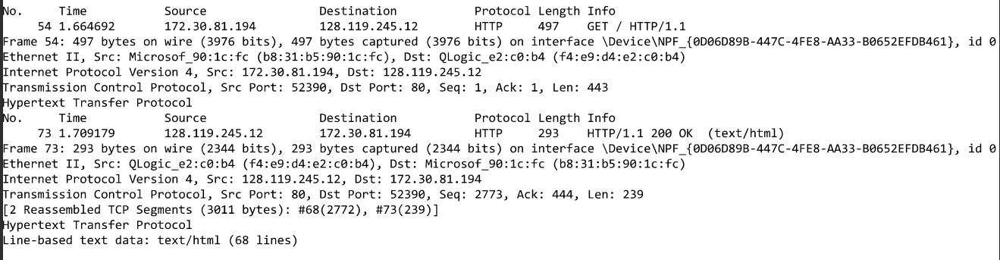 No. Time Source Destination Protocol Length Info
54 1.664692 172.30.81.194 128.119.245.12 HTTP 497 GET / HTTP/1.1
Frame 54: 497 bytes on wire (3976 bits), 497 bytes captured (3976 bits) on interface \Device\NPF_{0D06D89B-447C-4FE8-AA33-B0652EFDB461}, id 0
Ethernet II, Src: Microsof_90:1c:fc (b8:31:b5:90:1c:fc), Dst: QLogic_e2:c0:b4 (f4:e9:d4:e2:c0:b4)
Internet Protocol Version 4, Src: 172.30.81.194, Dst: 128.119.245.12
Transmission Control Protocol, Src Port: 52390, Dst Port: 80, Seq: 1, Ack: 1, Len: 443
Hypertext Transfer Protocol
No. Time Source Destination Protocol Length Info
73 1.709179 128.119.245.12 172.30.81.194 HTTP 293 HTTP/1.1 200 OK (text/html)
Frame 73: 293 bytes on wire (2344 bits), 293 bytes captured (2344 bits) on interface \Device\NPF_{0D06D89B-447C-4FE8-AA33-B0652EFDB461}, id 0
Ethernet II, Src: QLogic_e2:c0:b4 (f4:e9:d4:e2:c0:b4), Dst: Microsof_90:1c:fc (b8:31:b5:90:1c:fc)
Internet Protocol Version 4, Src: 128.119.245.12, Dst: 172.30.81.194
Transmission Control Protocol, Src Port: 80, Dst Port: 52390, Seq: 2773, Ack: 444, Len: 239
[2 Reassembled TCP Segments (3011 bytes): #68(2772), #73(239)]
Hypertext Transfer Protocol
Line-based text data: text/html (68 lines)